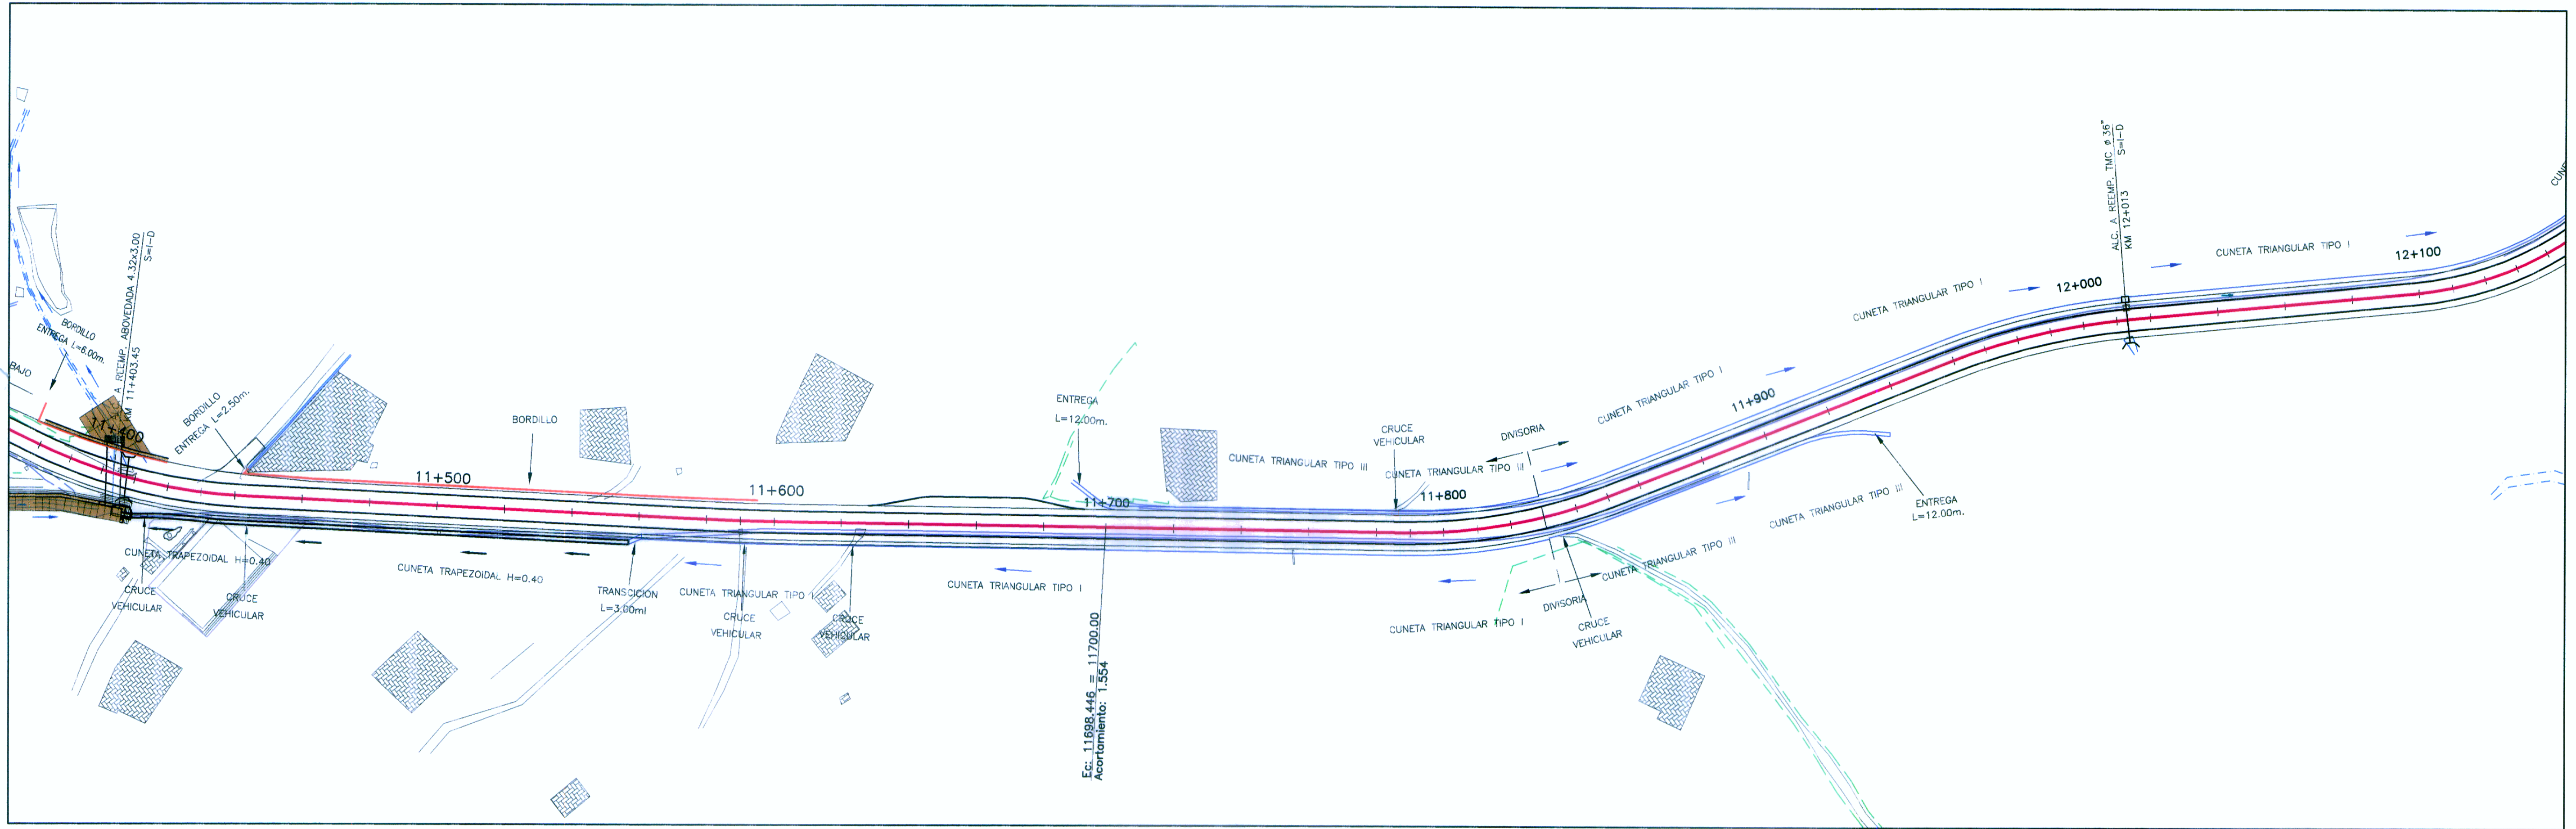 BAJO
BORDILLO
ENTREGA L=6.00m.
A REEMP. ABOVEDADA 4.32x3.00
KM 11+403.45
S=I-D
11+400
BORDILLO
ENTREGA L=2.50m.
11+500
BORDILLO
11+600
ENTREGA
L=12.00m.
11+700
CUNETA TRIANGULAR TIPO III
CRUCE
VEHICULAR
CUNETA TRIANGULAR TIPO III
11+800
DIVISORIA
CUNETA TRIANGULAR TIPO I
11+900
CUNETA TRIANGULAR TIPO I
12+000
ALC. A REEMP. TMC ø 36"
KM 12+013
S=I-D
CUNETA TRIANGULAR TIPO I
12+100
CUNETA TRAPEZOIDAL H=0.40
CRUCE
VEHICULAR
CRUCE
VEHICULAR
CUNETA TRAPEZOIDAL H=0.40
TRANSCICION
L=3.00ml
CUNETA TRIANGULAR TIPO I
CRUCE
VEHICULAR
CRUCE
VEHICULAR
CUNETA TRIANGULAR TIPO I
Ec: 11698.446 = 11700.00
Acortamiento: 1.554
CUNETA TRIANGULAR TIPO I
DIVISORIA
CRUCE
VEHICULAR
CUNETA TRIANGULAR TIPO III
CUNETA TRIANGULAR TIPO III
ENTREGA
L=12.00m.